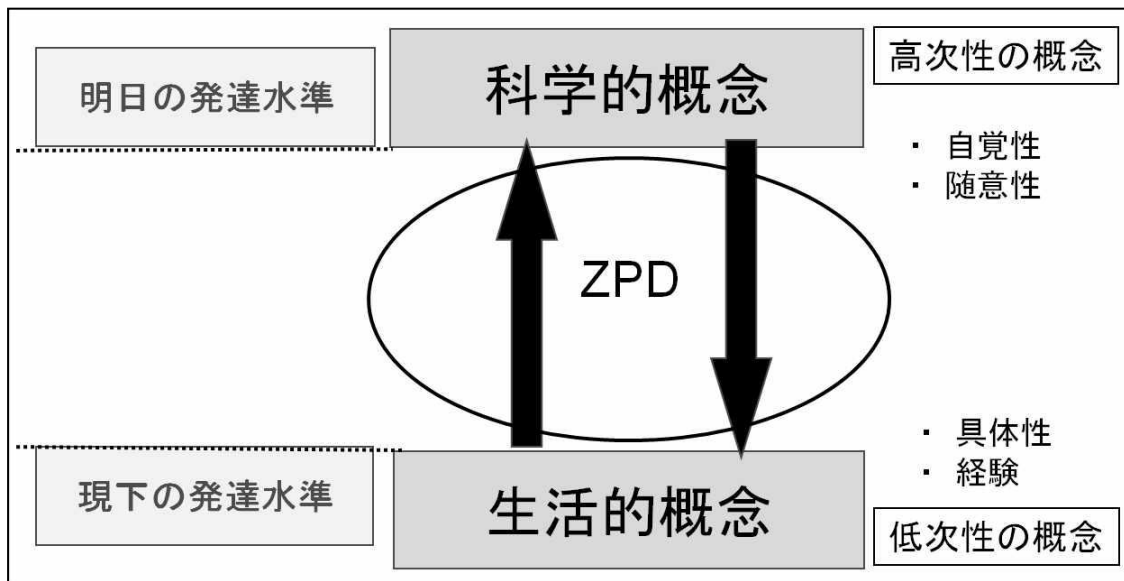 明日の発達水準
科学的概念
高次性の概念
・ 自覚性
・ 随意性
ZPD
・ 具体性
・ 経験
現下の発達水準
生活的概念
低次性の概念